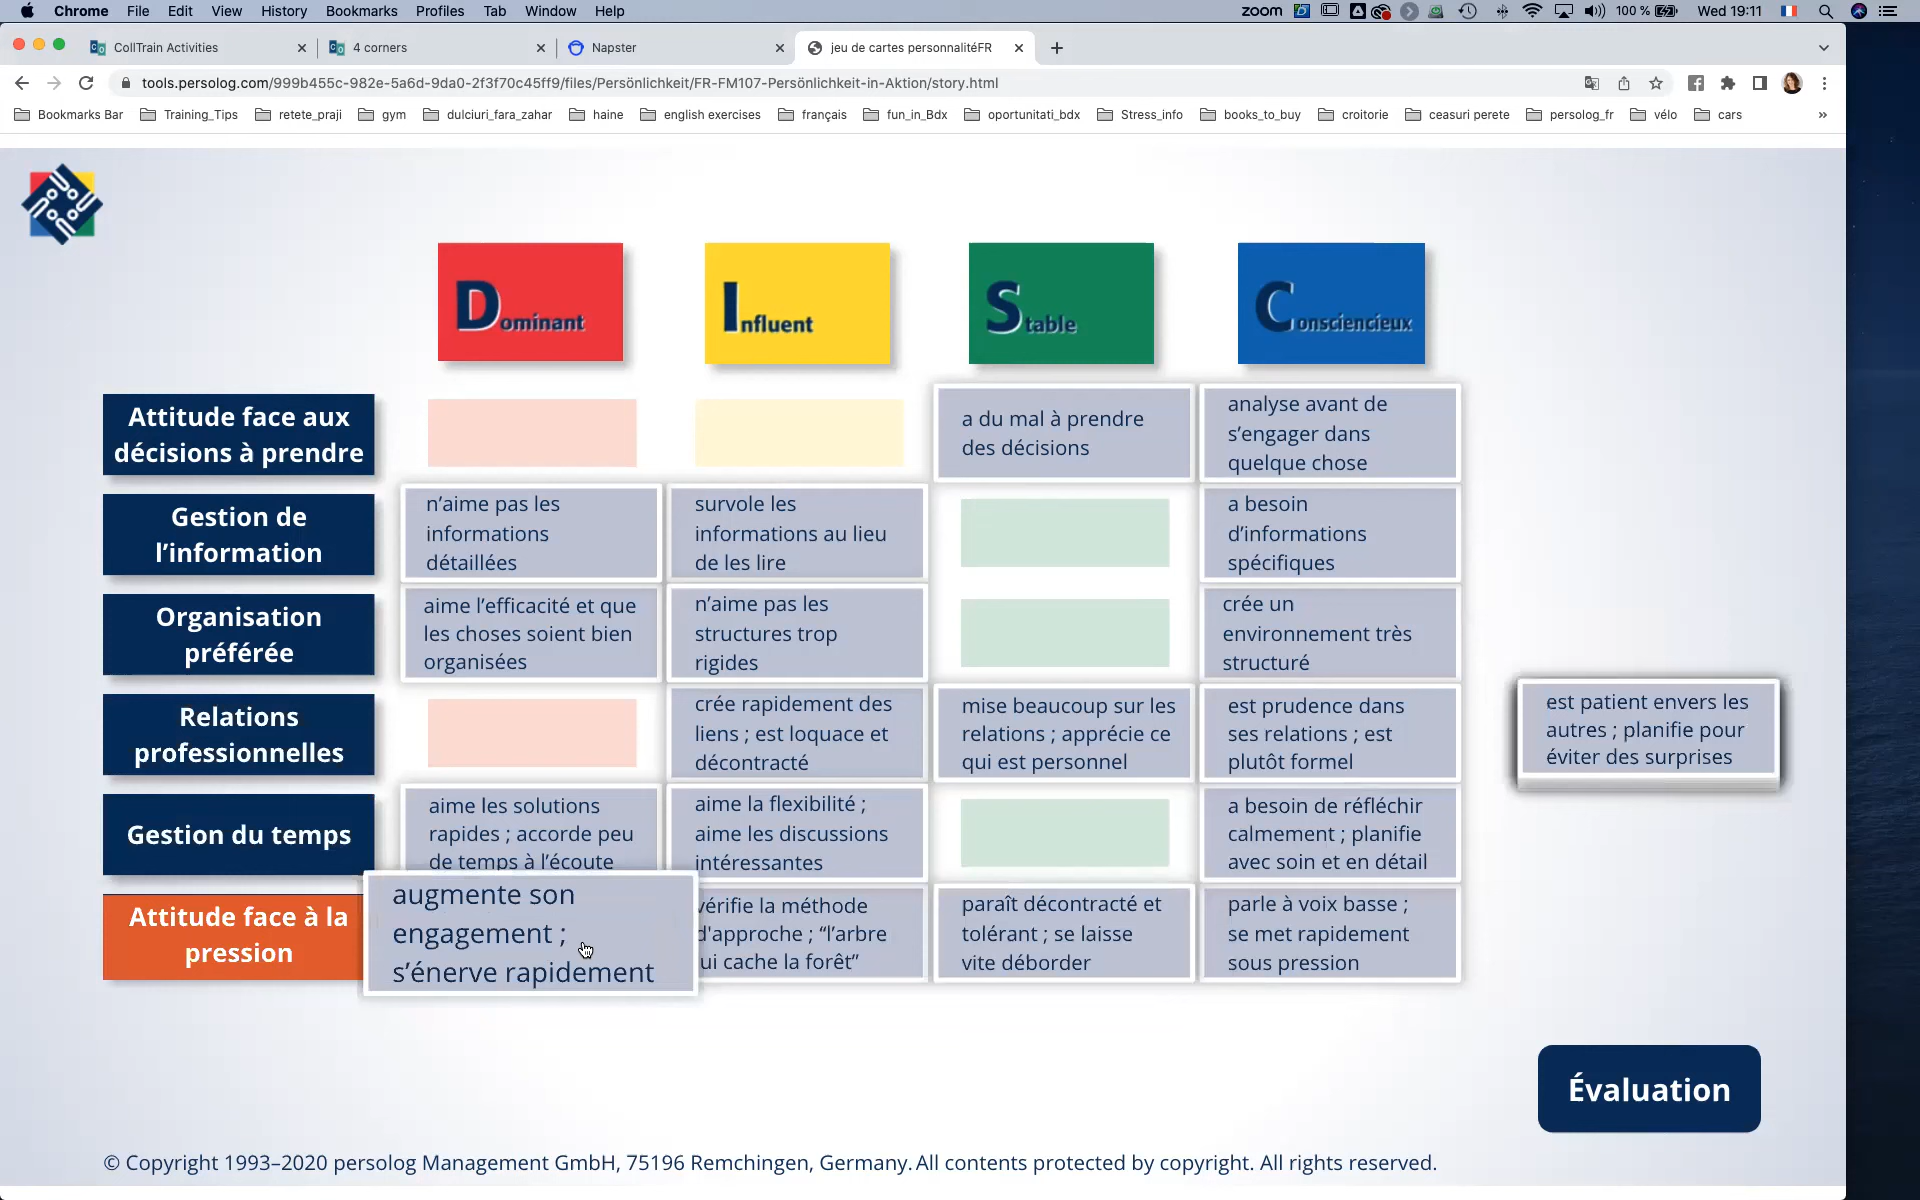 Chrome File Edit View History Bookmarks Profiles Tab Window Help zoom 100 % Wed 19:11
CollTrain Activities 4 corners Napster jeu de cartes personnalitéFR
tools.persolog.com/999b455c-982e-5a6d-9da0-2f3f70c45ff9/files/Persönlichkeit/FR-FM107-Persönlichkeit-in-Aktion/story.html
Bookmarks Bar Training_Tips retete_praji gym dulciuri_fara_zahar haine english exercises français fun_in_Bdx oportunitati_bdx Stress_info books_to_buy croitorie ceasuri perete persolog_fr vélo cars »
Dominant
Influent
Stable
Consciencieux
Attitude face aux
décisions à prendre
a du mal à prendre
des décisions
analyse avant de
s’engager dans
quelque chose
Gestion de
l’information
n’aime pas les
informations
détaillées
survole les
informations au lieu
de les lire
a besoin
d’informations
spécifiques
Organisation
préférée
aime l’efficacité et que
les choses soient bien
organisées
n’aime pas les
structures trop
rigides
crée un
environnement très
structuré
Relations
professionnelles
crée rapidement des
liens ; est loquace et
décontracté
mise beaucoup sur les
relations ; apprécie ce
qui est personnel
est prudence dans
ses relations ; est
plutôt formel
est patient envers les
autres ; planifie pour
éviter des surprises
Gestion du temps
aime les solutions
rapides ; accorde peu
de temps à l’écoute
aime la flexibilité ;
aime les discussions
intéressantes
a besoin de réfléchir
calmement ; planifie
avec soin et en détail
Attitude face à la
pression
augmente son
engagement ;
s’énerve rapidement
vérifie la méthode
d'approche ; “l’arbre
ui cache la forêt”
paraît décontracté et
tolérant ; se laisse
vite déborder
parle à voix basse ;
se met rapidement
sous pression
Évaluation
© Copyright 1993–2020 persolog Management GmbH, 75196 Remchingen, Germany. All contents protected by copyright. All rights reserved.